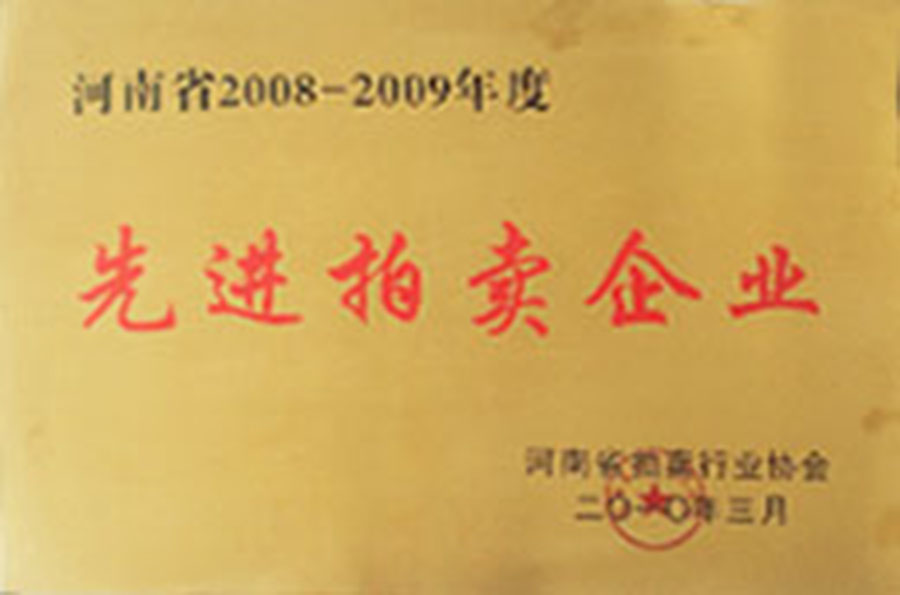 河南省2008-2009年度
先进拍卖企业
河南省拍卖行业协会
二〇一〇年三月